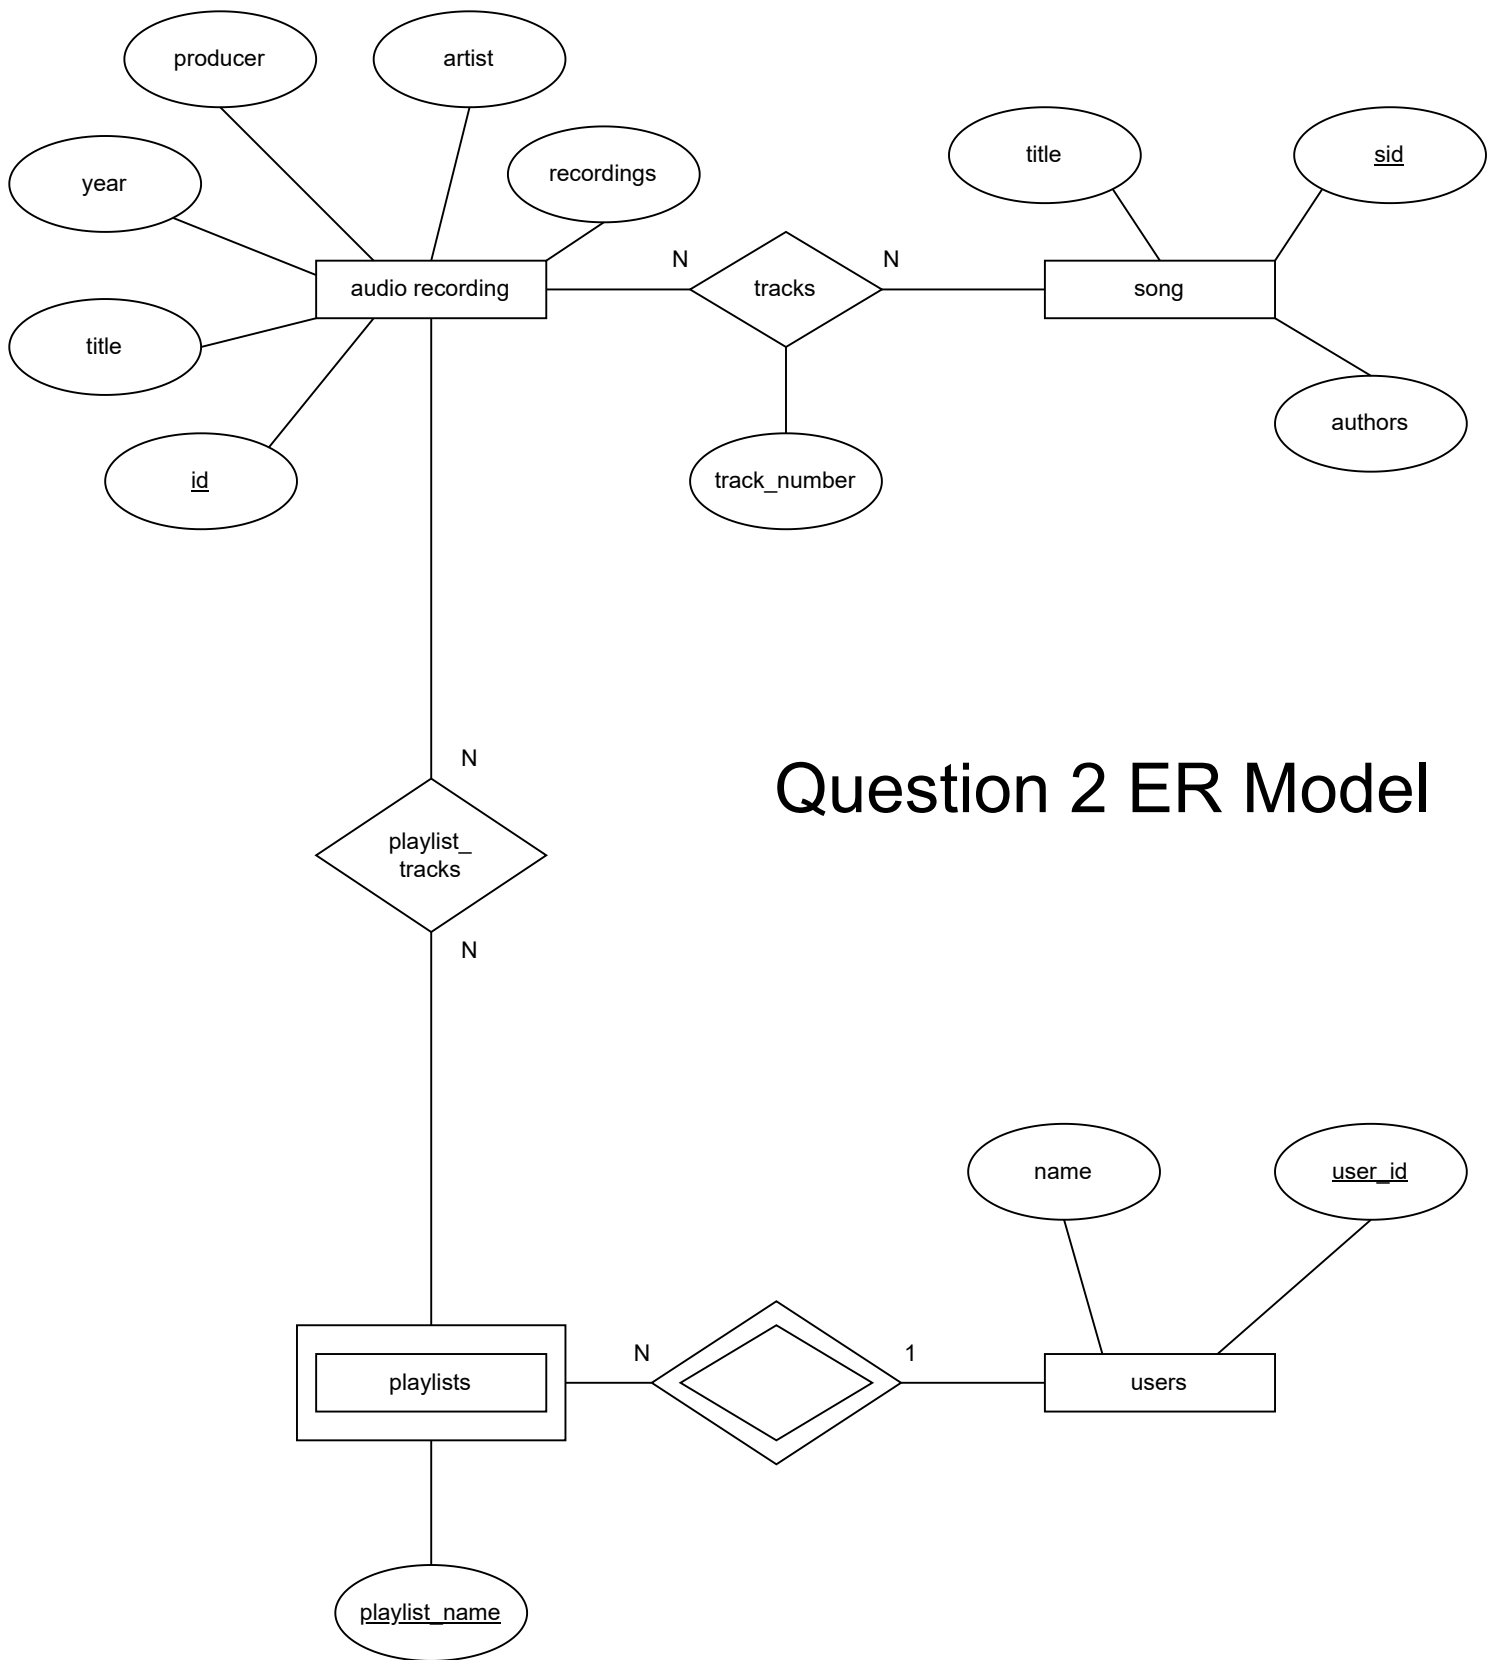 producer
artist
year
recordings
title
sid
N
N
audio recording
tracks
song
title
id
track_number
authors
N
playlist_
tracks
N
Question 2 ER Model
name
user_id
N
1
playlists
users
playlist_name